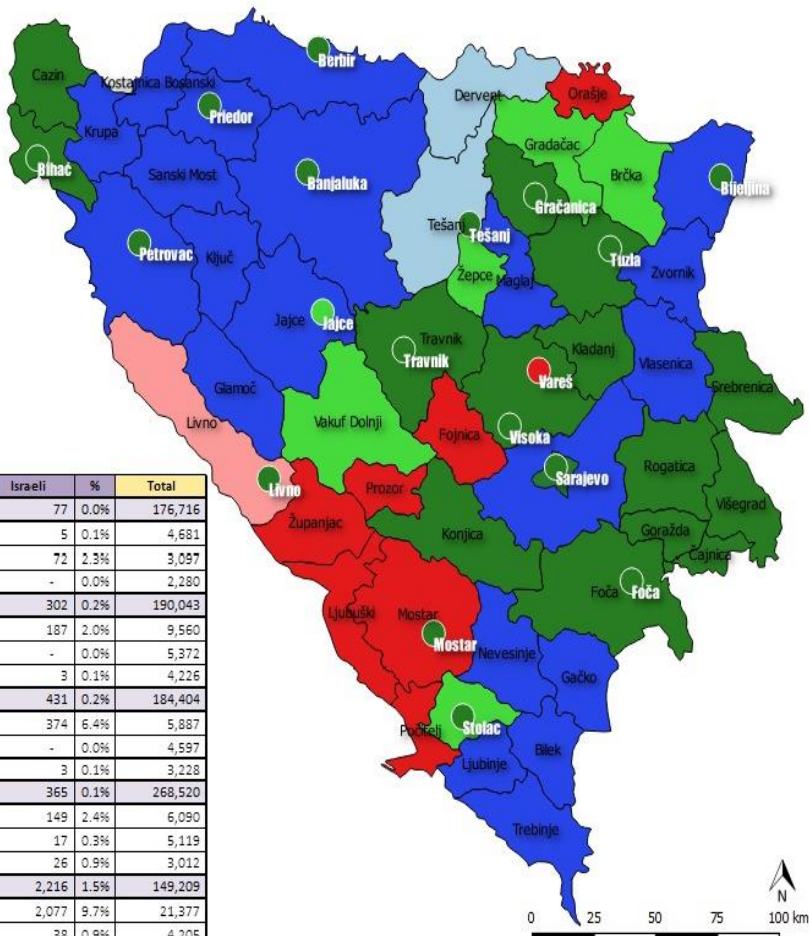 Cazin
Kostajnica Bosanski
Berbir
Krupa
Priedor
Bihać
Sanski Most
Banjaluka
Dervent
Orašje
Gradačac
Brčka
Bijeljina
Gračanica
Petrovac
Ključ
Tešanj
Tešanj
Tuzla
Žepce
Maglaj
Zvornik
Jajce
Jajce
Travnik
Travnik
Kladanj
Vareš
Vlasenica
Srebrenica
Glamoč
Livno
Vakuf Dolnji
Fojnica
Visoka
Sarajevo
Rogatica
Višegrad
Livno
Prozor
Županjac
Konjica
Goražda
Čajnica
Foča
Foča
Ljubuški
Mostar
Mostar
Nevesinje
Gačko
Počitelj
Stolac
Ljubinje
Bilek
Trebinje
Israeli % Total
77 0.0% 176,716
5 0.1% 4,681
72 2.3% 3,097
- 0.0% 2,280
302 0.2% 190,043
187 2.0% 9,560
- 0.0% 5,372
3 0.1% 4,226
431 0.2% 184,404
374 6.4% 5,887
- 0.0% 4,597
3 0.1% 3,228
365 0.1% 268,520
149 2.4% 6,090
17 0.3% 5,119
26 0.9% 3,012
2,216 1.5% 149,209
2,077 9.7% 21,377
38 0.9% 4,205
N
0 25 50 75 100 km